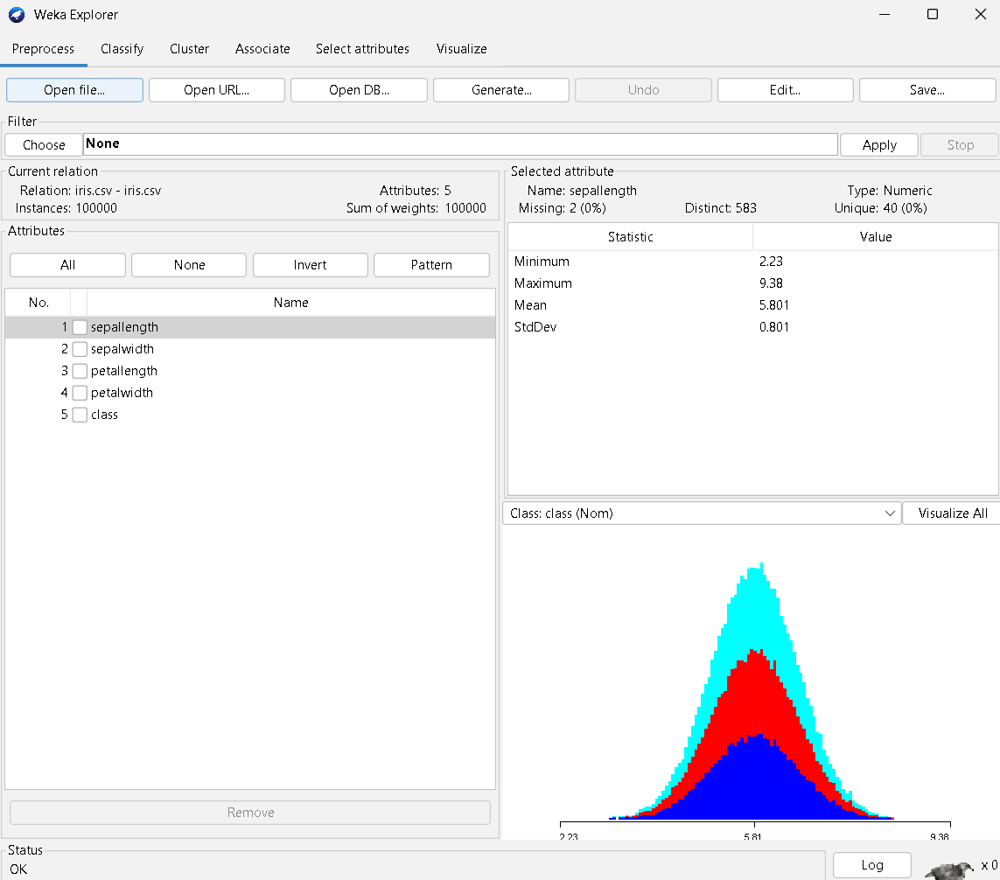 Weka Explorer
Preprocess Classify Cluster Associate Select attributes Visualize
Open file... Open URL... Open DB... Generate... Undo Edit... Save...
Filter
Choose None Apply Stop
Current relation
Relation: iris.csv - iris.csv Attributes: 5
Instances: 100000 Sum of weights: 100000
Attributes
All None Invert Pattern
No. Name
1 sepallength
2 sepalwidth
3 petallength
4 petalwidth
5 class
Remove
Selected attribute
Name: sepallength Type: Numeric
Missing: 2 (0%) Distinct: 583 Unique: 40 (0%)
Statistic Value
Minimum 2.23
Maximum 9.38
Mean 5.801
StdDev 0.801
Class: class (Nom) Visualize All
2.23 5.81 9.38
Status
OK Log x 0